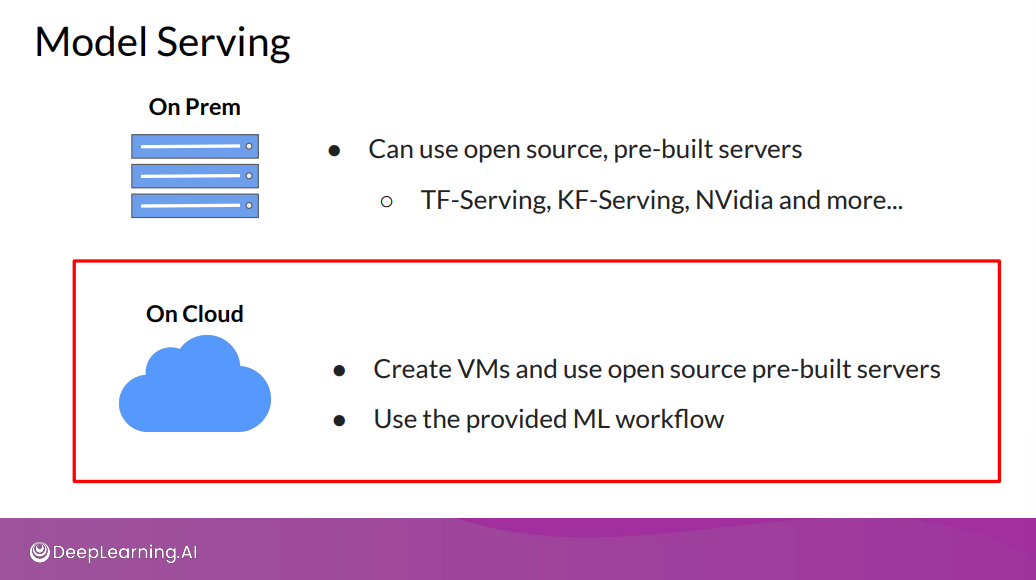 Model Serving
On Prem
● Can use open source, pre-built servers
○ TF-Serving, KF-Serving, NVidia and more...
On Cloud
● Create VMs and use open source pre-built servers
● Use the provided ML workflow
DeepLearning.AI